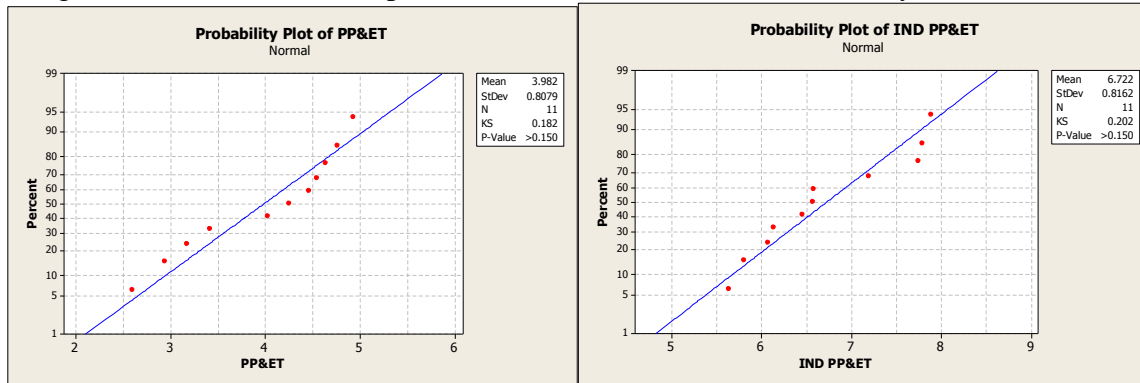 Probability Plot of PP&ET
Normal
99
95
90
80
70
60
50
40
30
20
10
5
1
Percent
2 3 4 5 6
PP&ET
Mean 3.982
StDev 0.8079
N 11
KS 0.182
P-Value >0.150
Probability Plot of IND PP&ET
Normal
99
95
90
80
70
60
50
40
30
20
10
5
1
Percent
5 6 7 8 9
IND PP&ET
Mean 6.722
StDev 0.8162
N 11
KS 0.202
P-Value >0.150